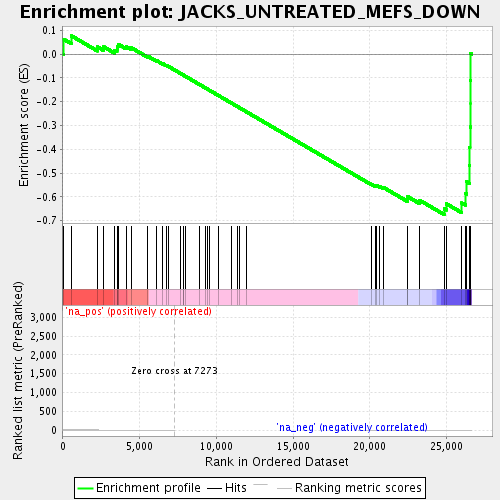 Enrichment plot: JACKS_UNTREATED_MEFS_DOWN
Enrichment score (ES)
0.1
0.0
-0.1
-0.2
-0.3
-0.4
-0.5
-0.6
-0.7
'na_pos' (positively correlated)
Ranked list metric (PreRanked)
3,000
2,500
2,000
1,500
1,000
500
0
Zero cross at 7273
'na_neg' (negatively correlated)
0
5,000
10,000
15,000
20,000
25,000
Rank in Ordered Dataset
Enrichment profile
Hits
Ranking metric scores